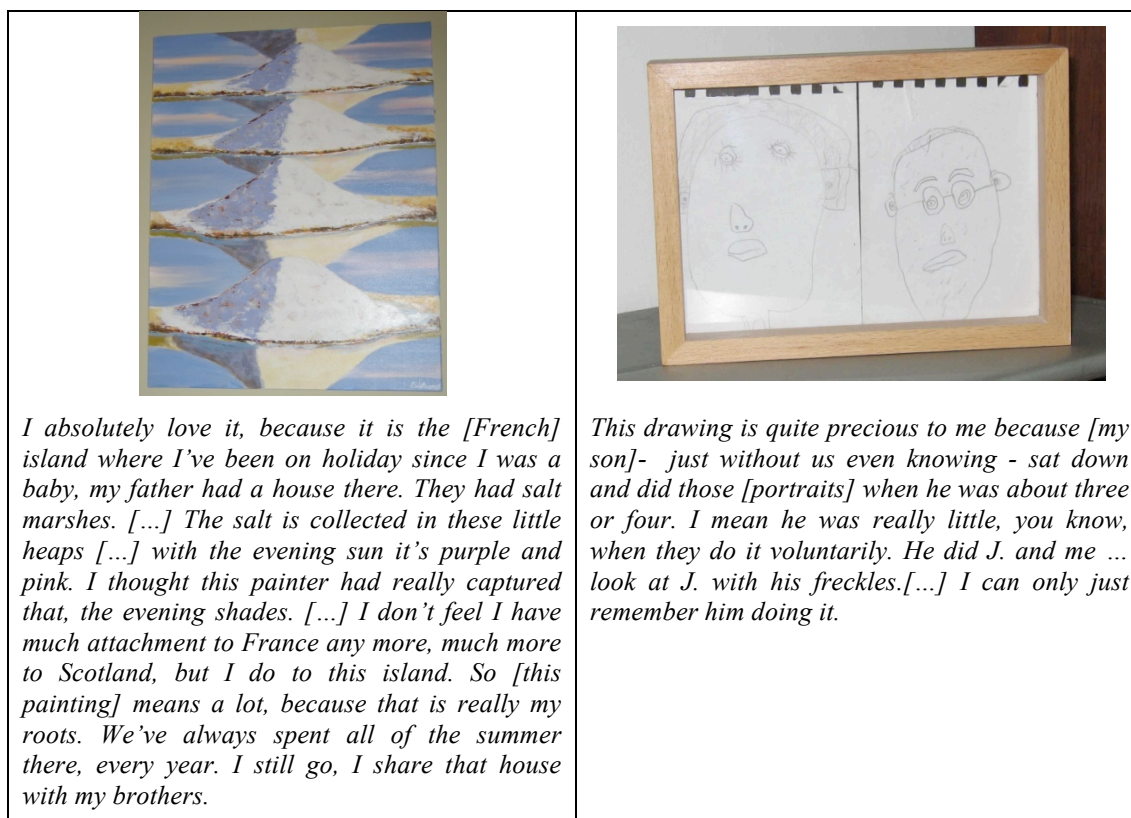 I absolutely love it, because it is the [French]
island where I've been on holiday since I was a
baby, my father had a house there. They had salt
marshes. […] The salt is collected in these little
heaps […] with the evening sun it's purple and
pink. I thought this painter had really captured
that, the evening shades. […] I don't feel I have
much attachment to France any more, much more
to Scotland, but I do to this island. So [this
painting] means a lot, because that is really my
roots. We've always spent all of the summer
there, every year. I still go, I share that house
with my brothers.
This drawing is quite precious to me because [my
son]-  just without us even knowing - sat down
and did those [portraits] when he was about three
or four. I mean he was really little, you know,
when they do it voluntarily. He did J. and me …
look at J. with his freckles.[…] I can only just
remember him doing it.